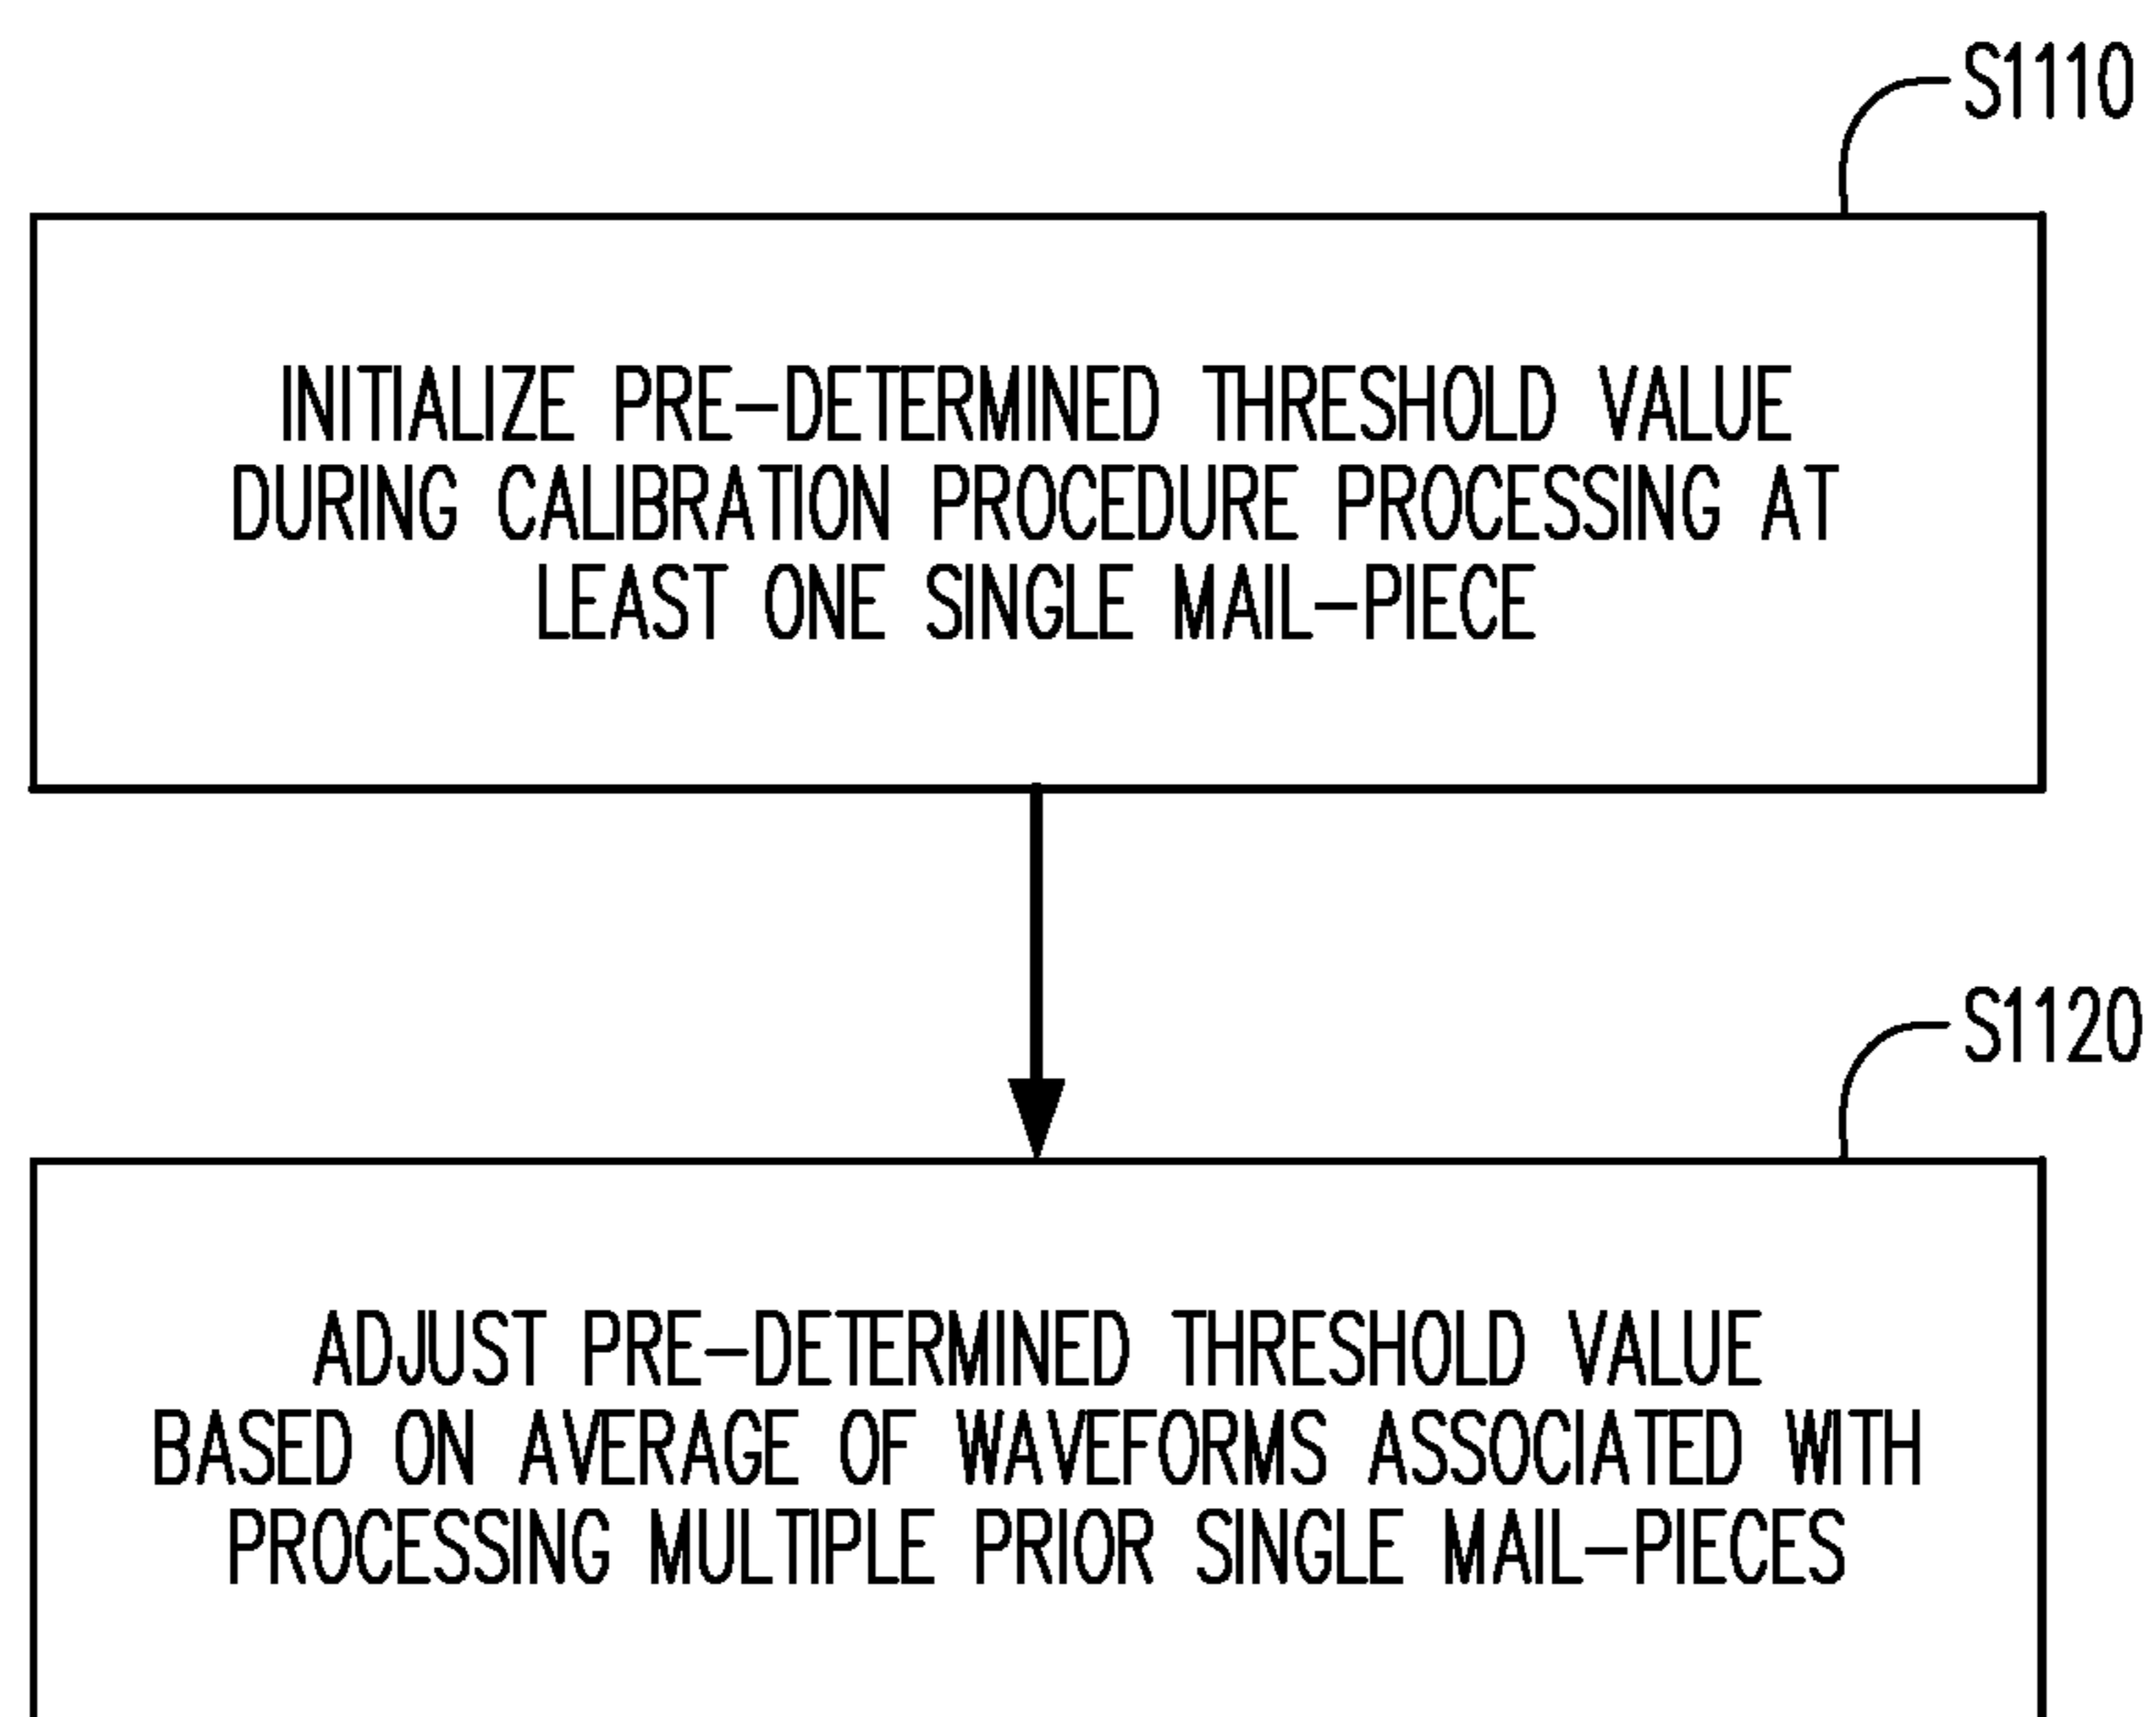 S1110
INITIALIZE PRE-DETERMINED THRESHOLD VALUE
DURING CALIBRATION PROCEDURE PROCESSING AT
LEAST ONE SINGLE MAIL-PIECE
S1120
ADJUST PRE-DETERMINED THRESHOLD VALUE
BASED ON AVERAGE OF WAVEFORMS ASSOCIATED WITH
PROCESSING MULTIPLE PRIOR SINGLE MAIL-PIECES